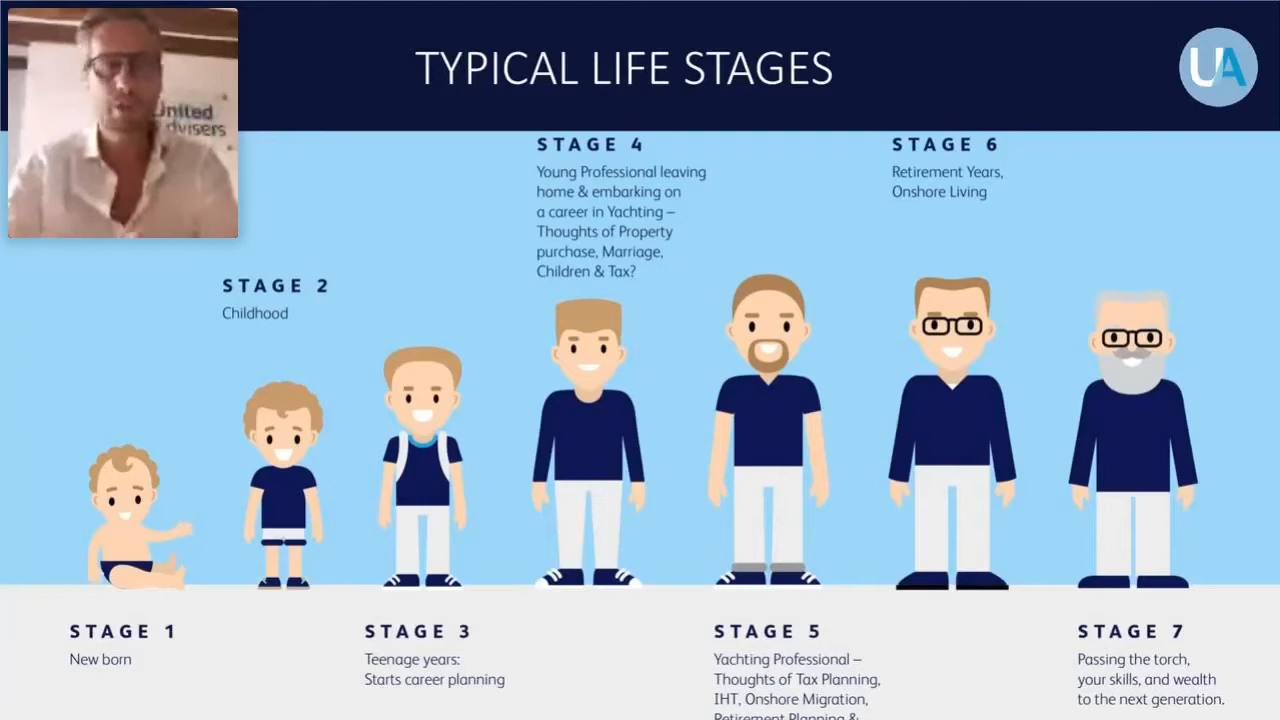 TYPICAL LIFE STAGES
UA
United
dvisers
STAGE 4
Young Professional leaving
home & embarking on
a career in Yachting –
Thoughts of Property
purchase, Marriage,
Children & Tax?
STAGE 6
Retirement Years,
Onshore Living
STAGE 2
Childhood
STAGE 1
New born
STAGE 3
Teenage years:
Starts career planning
STAGE 5
Yachting Professional –
Thoughts of Tax Planning,
IHT, Onshore Migration,
Retirement Planning &
STAGE 7
Passing the torch,
your skills, and wealth
to the next generation.